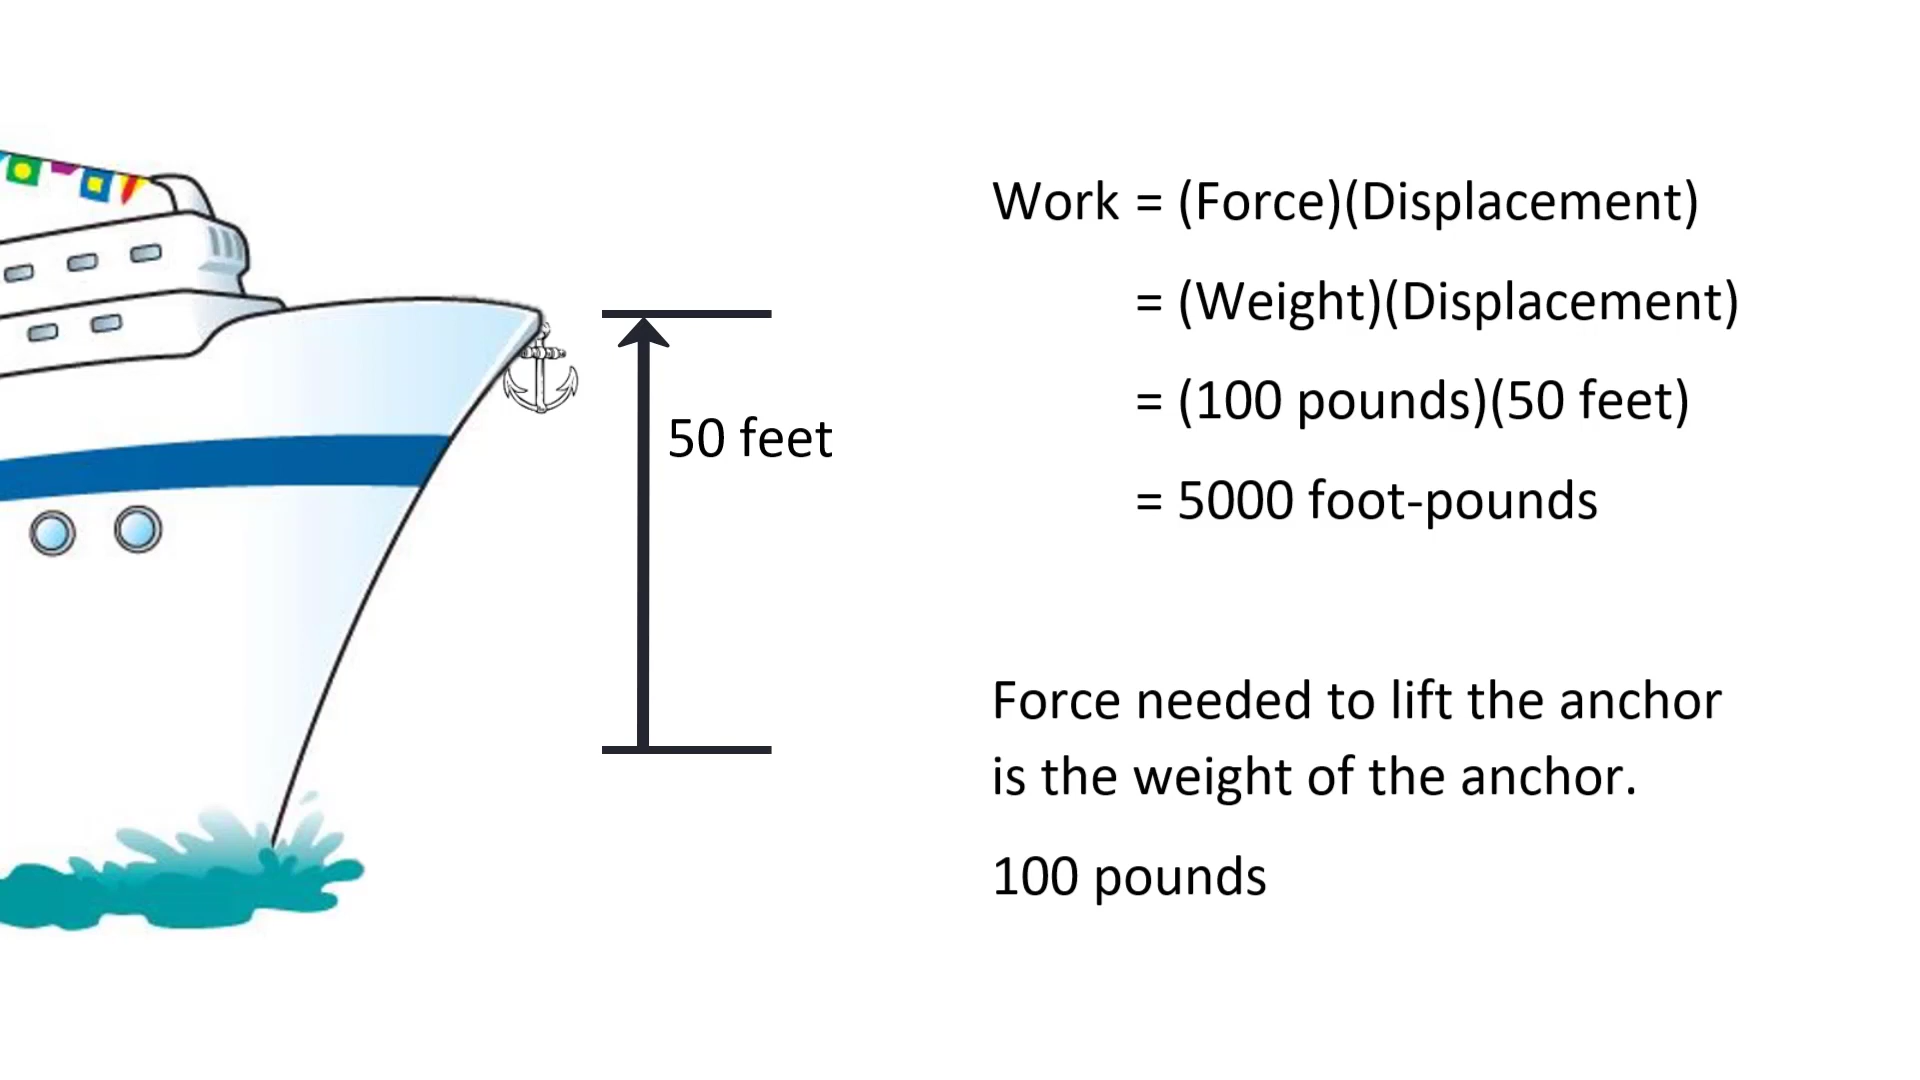 Work = (Force)(Displacement)
= (Weight)(Displacement)
= (100 pounds)(50 feet)
= 5000 foot-pounds
50 feet
Force needed to lift the anchor
is the weight of the anchor.
100 pounds